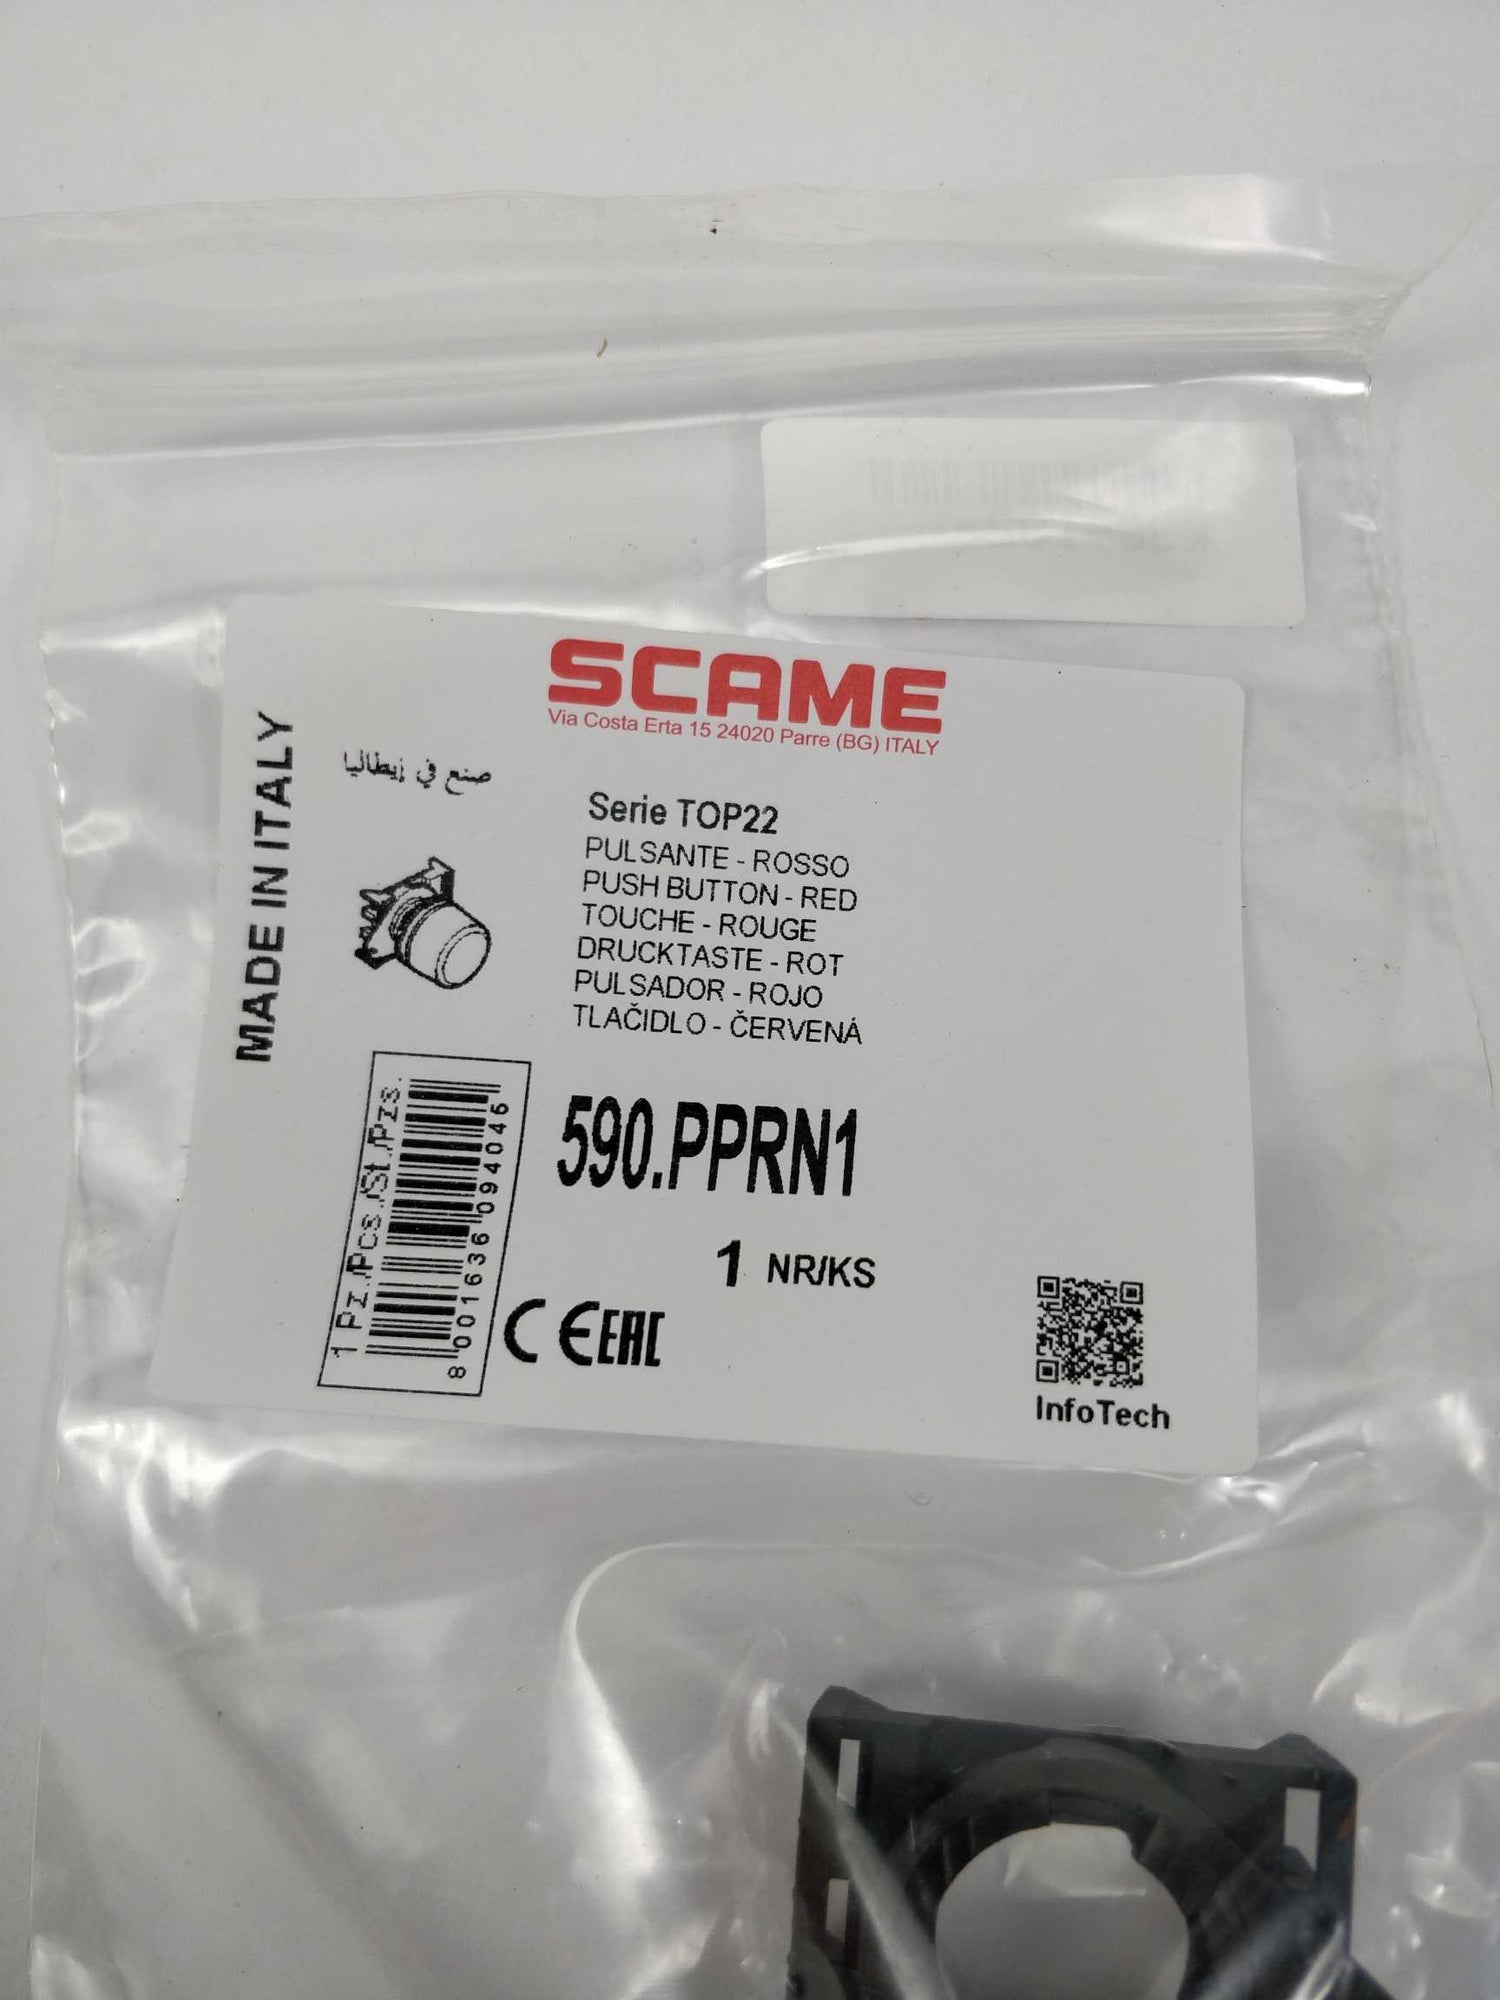 SCAME
Via Costa Erta 15 24020 Parre (BG) ITALY
MADE IN ITALY
صنع في إيطاليا
Serie TOP22
PULSANTE - ROSSO
PUSH BUTTON - RED
TOUCHE - ROUGE
DRUCKTASTE - ROT
PULSADOR - ROJO
TLAČIDLO - ČERVENÁ
590.PPRN1
1 NR/KS
1 Pz./Pcs./St./Pzs.
8 001636 094046
CE EAC
InfoTech